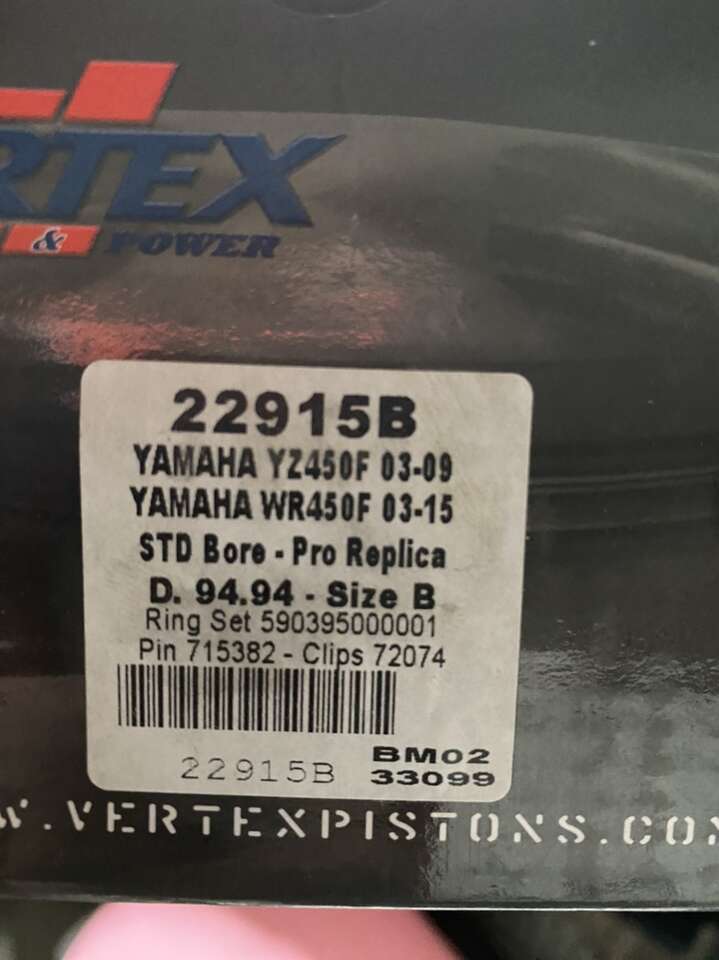 RTEX
& POWER
22915B
YAMAHA YZ450F 03-09
YAMAHA WR450F 03-15
STD Bore - Pro Replica
D. 94.94 - Size B
Ring Set 590395000001
Pin 715382 - Clips 72074
22915B
BM02
33099
W.VERTEXPISTONS.COM